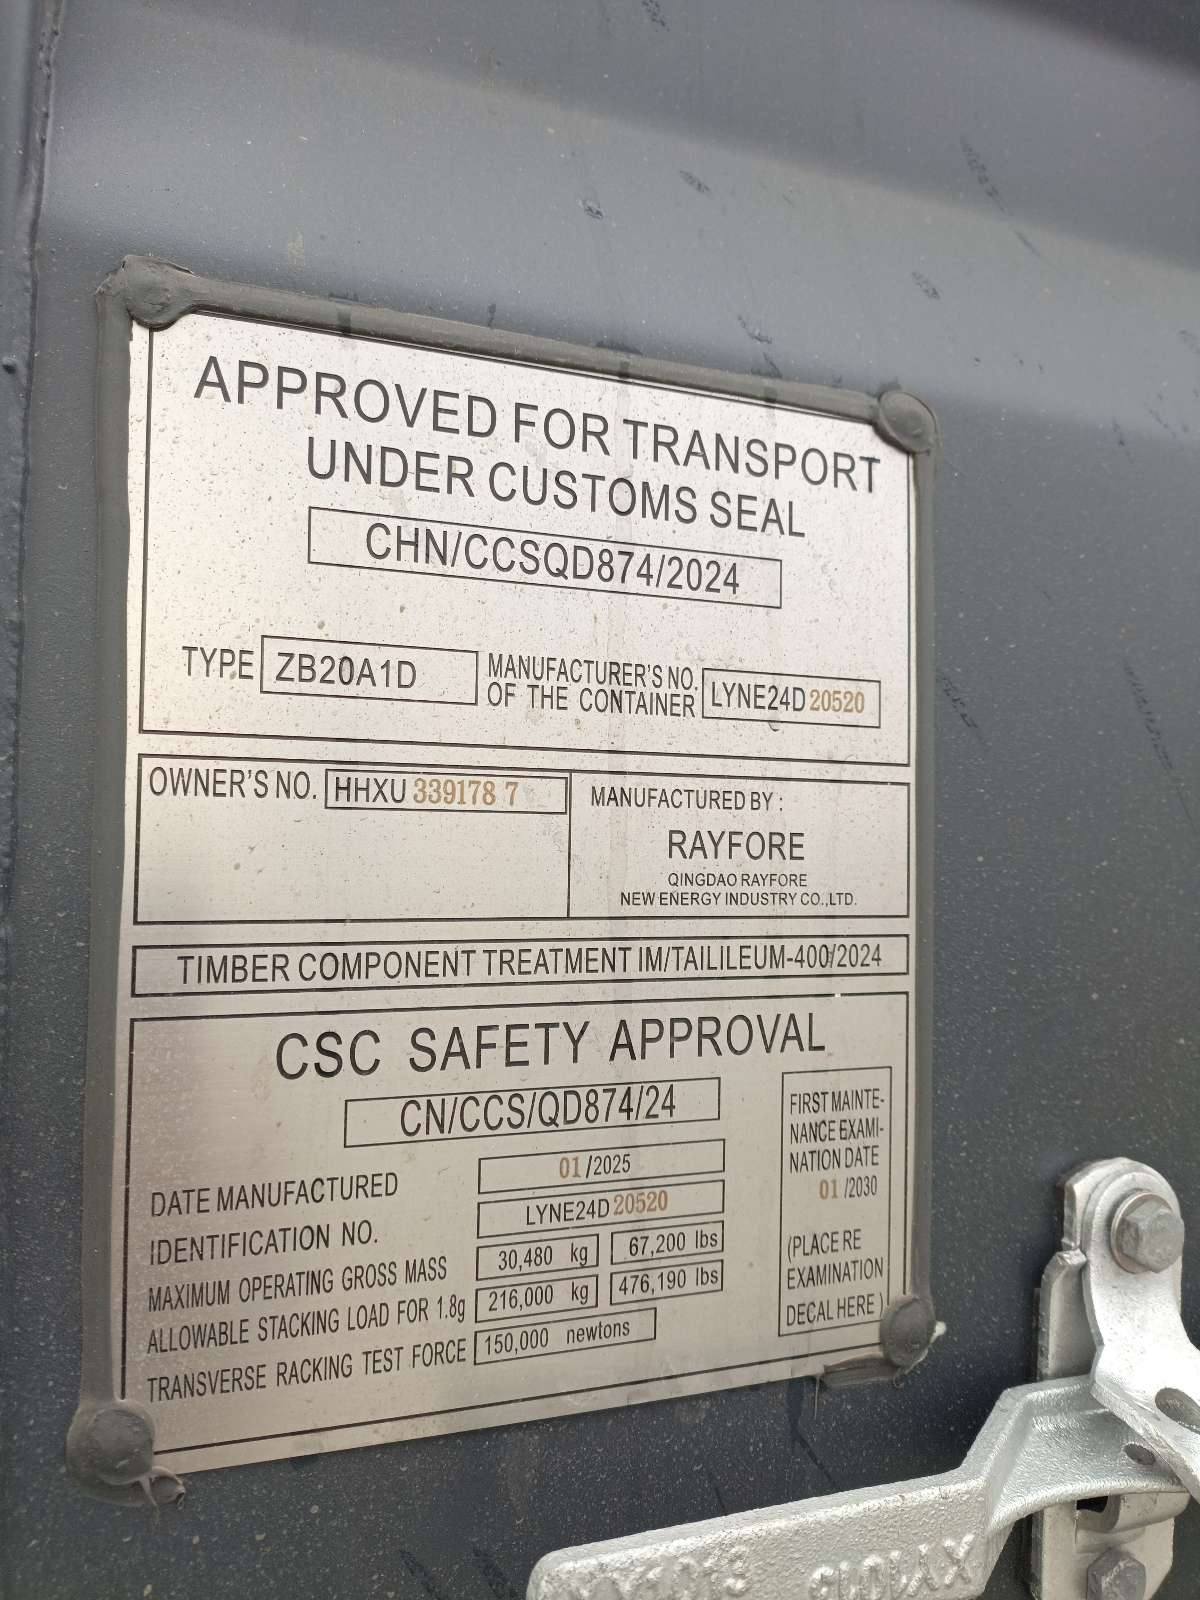 APPROVED FOR TRANSPORT
UNDER CUSTOMS SEAL
CHN/CCSQD874/2024
TYPE ZB20A1D
MANUFACTURER'S NO.
OF THE CONTAINER
LYNE24D20520
OWNER'S NO. HHXU 339178 7
MANUFACTURED BY :
RAYFORE
QINGDAO RAYFORE
NEW ENERGY INDUSTRY CO.,LTD.
TIMBER COMPONENT TREATMENT IM/TAILILEUM-400/2024
CSC SAFETY APPROVAL
CN/CCS/QD874/24
DATE MANUFACTURED 01/2025
IDENTIFICATION NO. LYNE24D20520
MAXIMUM OPERATING GROSS MASS 30,480 kg 67,200 lbs
ALLOWABLE STACKING LOAD FOR 1.8g 216,000 kg 476,190 lbs
TRANSVERSE RACKING TEST FORCE 150,000 newtons
FIRST MAINTE-
NANCE EXAMI-
NATION DATE
01/2030
(PLACE RE
EXAMINATION
DECAL HERE)